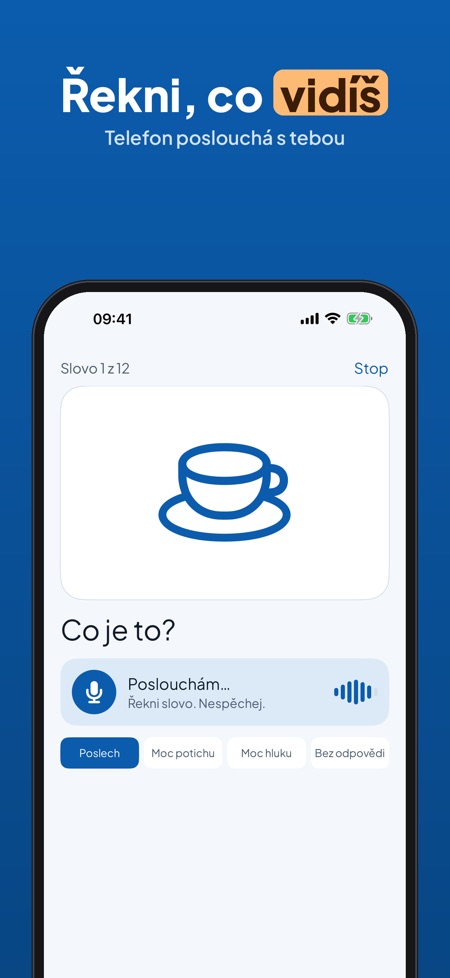 Řekni, co vidíš
Telefon poslouchá s tebou
09:41
Slovo 1 z 12
Stop
Co je to?
Poslouchám...
Řekni slovo. Nespěchej.
Poslech
Moc potichu
Moc hluku
Bez odpovědi